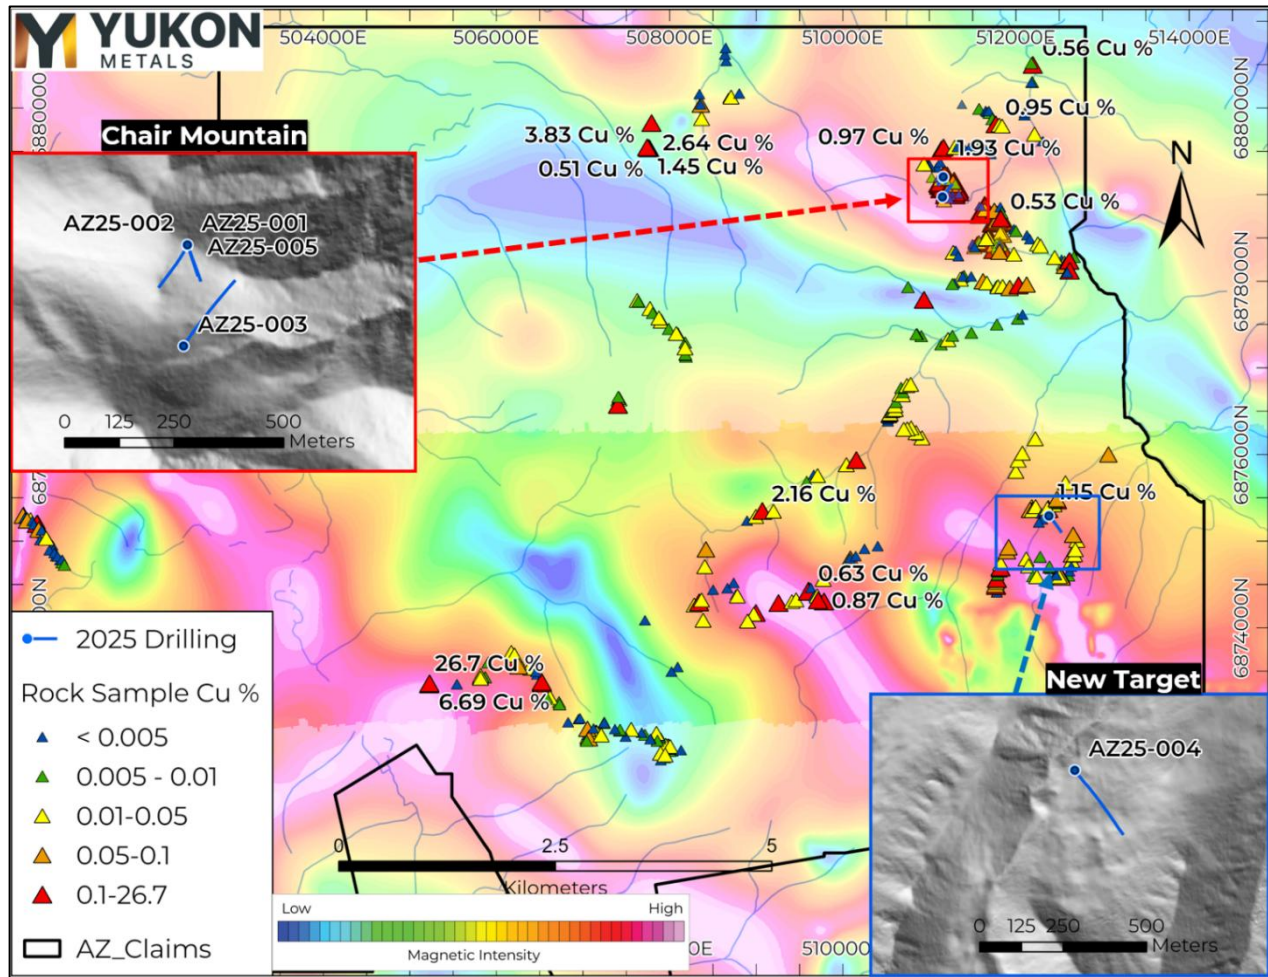 YUKON
METALS
504000E
506000E
508000E
510000E
512000E
514000E
0.56 Cu %
6880000N
6880000N
Chair Mountain
3.83 Cu %
2.64 Cu %
0.51 Cu %
1.45 Cu %
0.97 Cu %
0.95 Cu %
1.93 Cu %
0.53 Cu %
N
AZ25-002
AZ25-001
AZ25-005
AZ25-003
0 125 250 500
Meters
6878000N
6876000N
2.16 Cu %
1.15 Cu %
0.63 Cu %
0.87 Cu %
6874000N
26.7 Cu %
6.69 Cu %
New Target
AZ25-004
0 125 250 500
Meters
0 2.5 5
Kilometers
2025 Drilling
Rock Sample Cu %
< 0.005
0.005 - 0.01
0.01-0.05
0.05-0.1
0.1-26.7
AZ_Claims
Low High
Magnetic Intensity